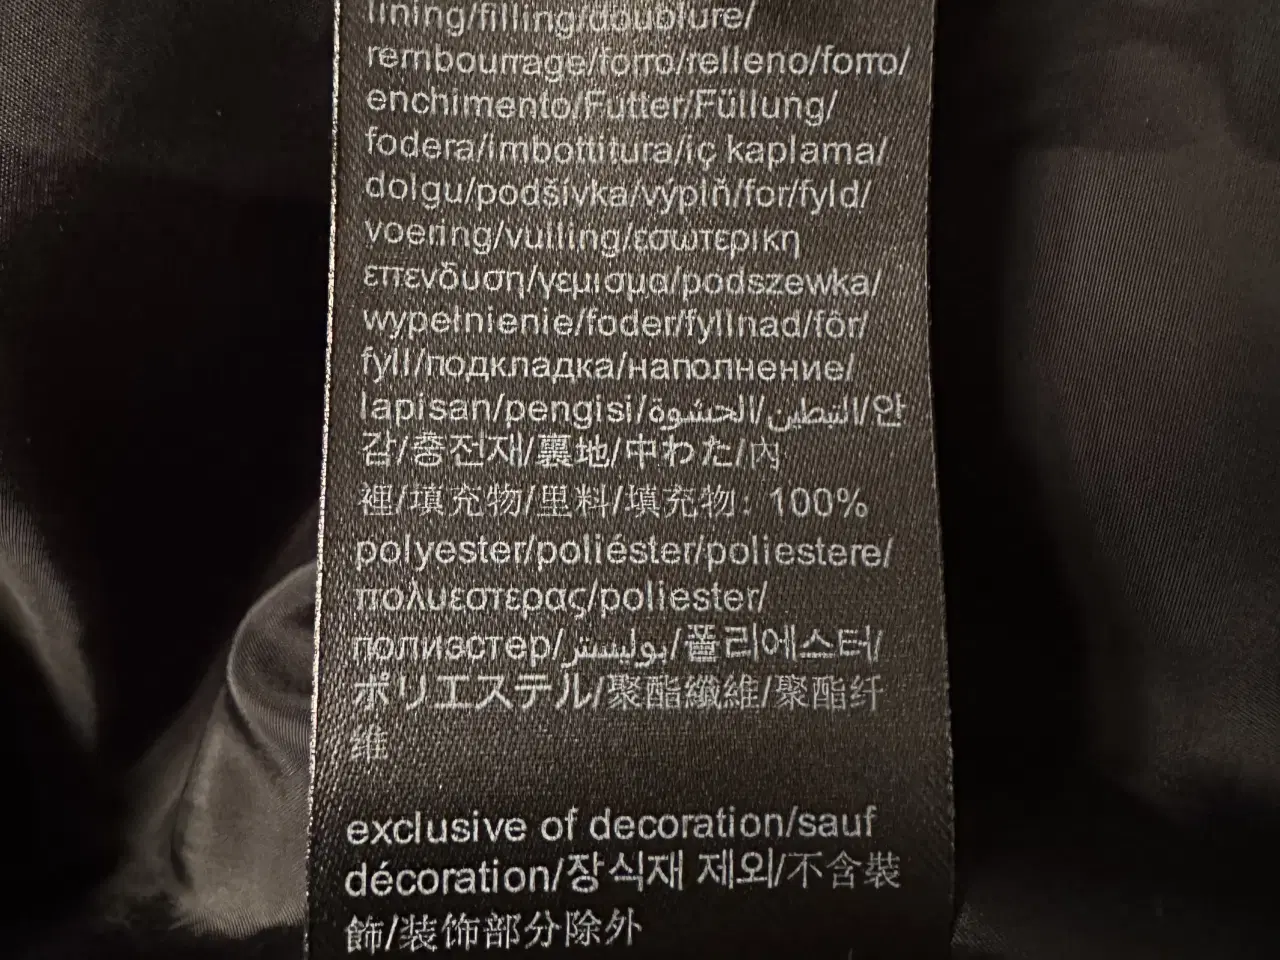 lining/filling/doublure/
rembourrage/forro/relleno/forro/
enchimento/Futter/Füllung/
fodera/imbottitura/iç kaplama/
dolgu/podšívka/výplň/for/fyld/
voering/vulling/εσωτερικη
επενδυση/γεμισμα/podszewka/
wypełnienie/foder/fyllnad/fôr/
fyll/подкладка/наполнение/
lapisan/pengisi/الحشوة/التبطين/안
감/충전재/裏地/中わた/內
裡/填充物/里料/填充物: 100%
polyester/poliéster/poliestere/
πολυεστερας/poliester/
полиэстер/بوليستر/폴리에스터/
ポリエステル/聚酯纖維/聚酯纤
维
exclusive of decoration/sauf
décoration/장식재 제외/不含裝
飾/装饰部分除外